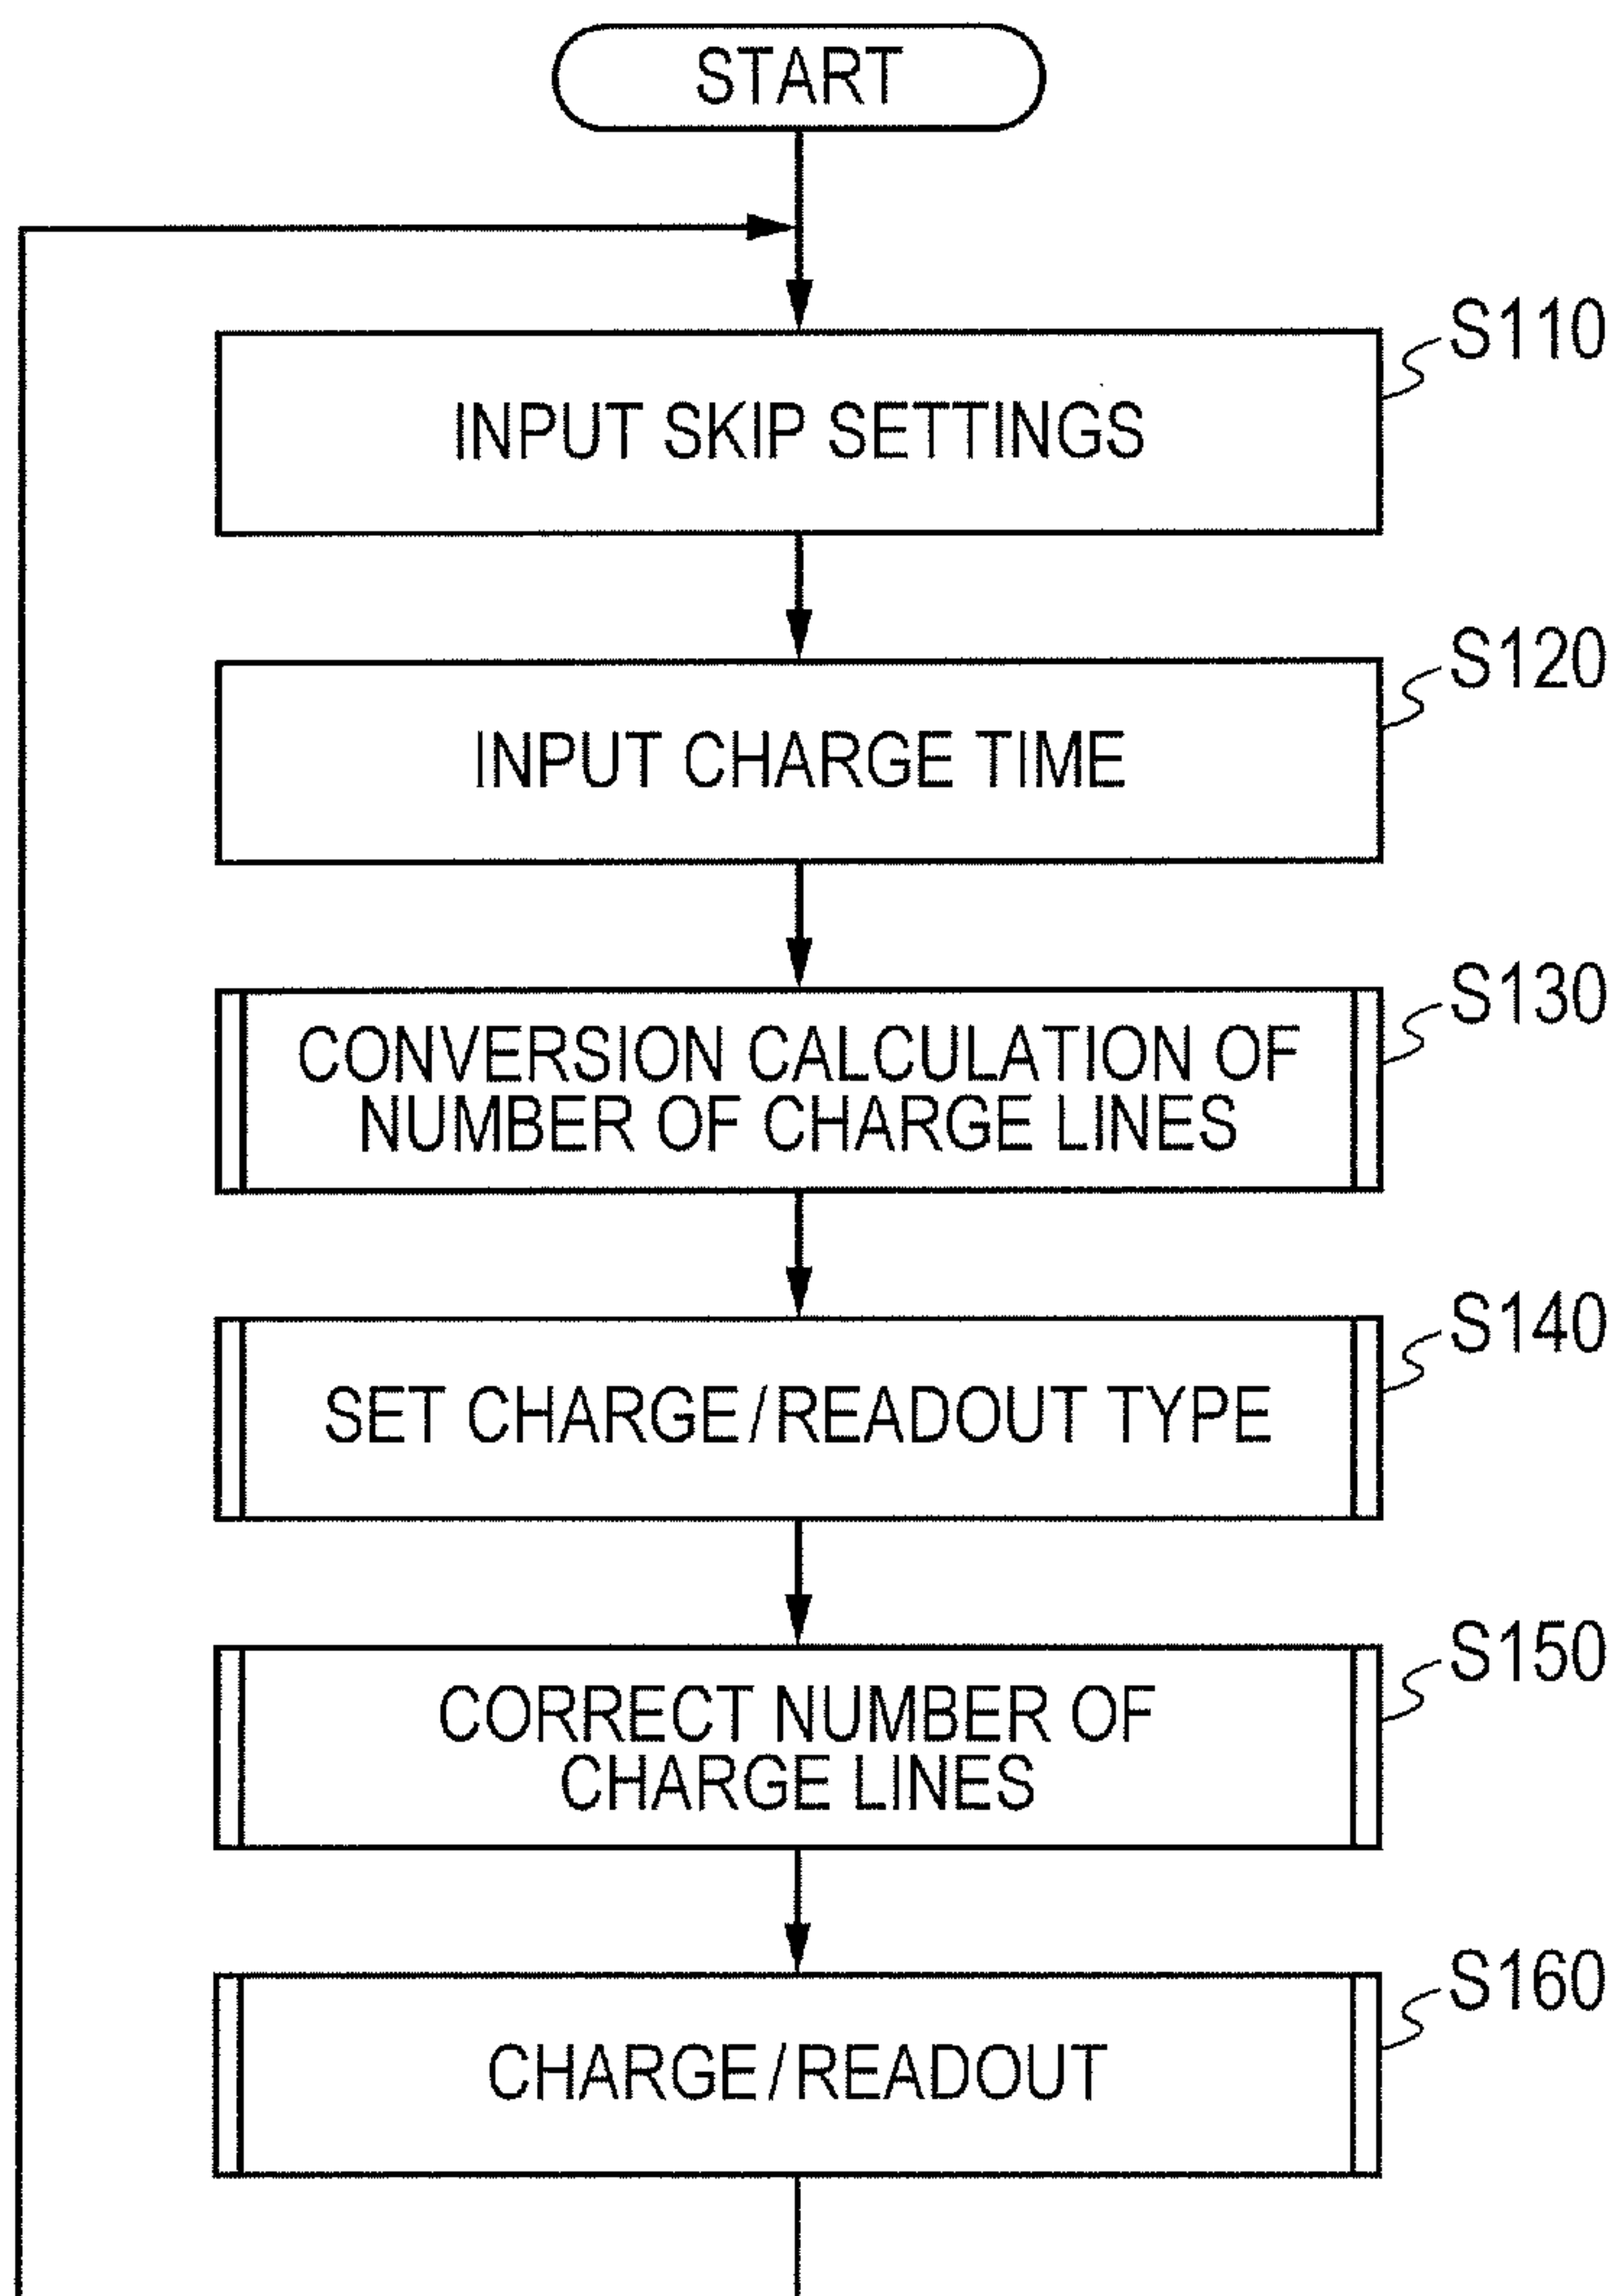 START
S110
INPUT SKIP SETTINGS
S120
INPUT CHARGE TIME
S130
CONVERSION CALCULATION OF
NUMBER OF CHARGE LINES
S140
SET CHARGE/READOUT TYPE
S150
CORRECT NUMBER OF
CHARGE LINES
S160
CHARGE/READOUT